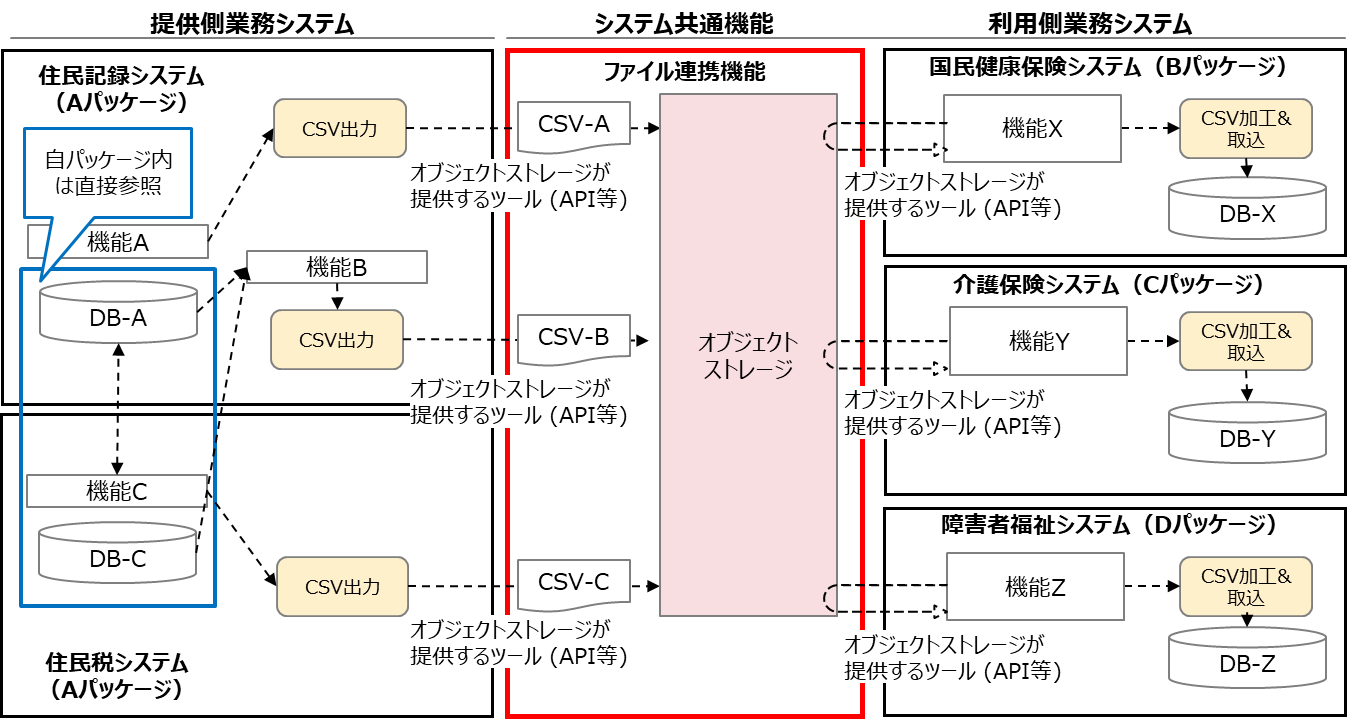 提供側業務システム
システム共通機能
利用側業務システム
住民記録システム
（Aパッケージ）
自パッケージ内
は直接参照
機能A
CSV出力
DB-A
機能B
CSV出力
機能C
DB-C
CSV出力
住民税システム
（Aパッケージ）
ファイル連携機能
CSV-A
オブジェクトストレージが
提供するツール (API等)
CSV-B
オブジェクトストレージが
提供するツール (API等)
CSV-C
オブジェクトストレージが
提供するツール (API等)
オブジェクト
ストレージ
国民健康保険システム（Bパッケージ）
機能X
CSV加工&
取込
オブジェクトストレージが
提供するツール (API等)
DB-X
介護保険システム（Cパッケージ）
機能Y
CSV加工&
取込
オブジェクトストレージが
提供するツール (API等)
DB-Y
障害者福祉システム（Dパッケージ）
機能Z
CSV加工&
取込
オブジェクトストレージが
提供するツール (API等)
DB-Z